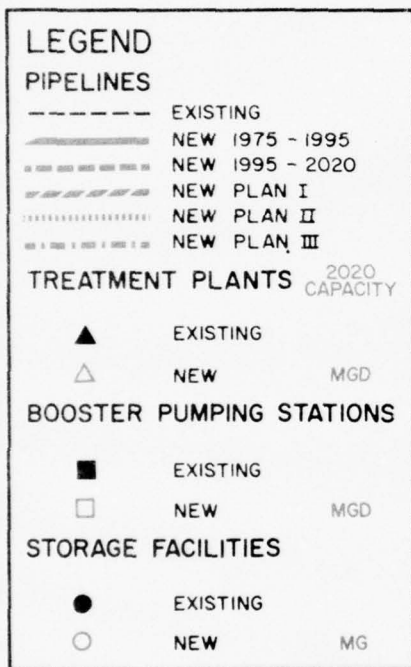 LEGEND
PIPELINES
EXISTING
NEW 1975 - 1995
NEW 1995 - 2020
NEW PLAN I
NEW PLAN II
NEW PLAN III
TREATMENT PLANTS 2020 CAPACITY
EXISTING
NEW MGD
BOOSTER PUMPING STATIONS
EXISTING
NEW MGD
STORAGE FACILITIES
EXISTING
NEW MG